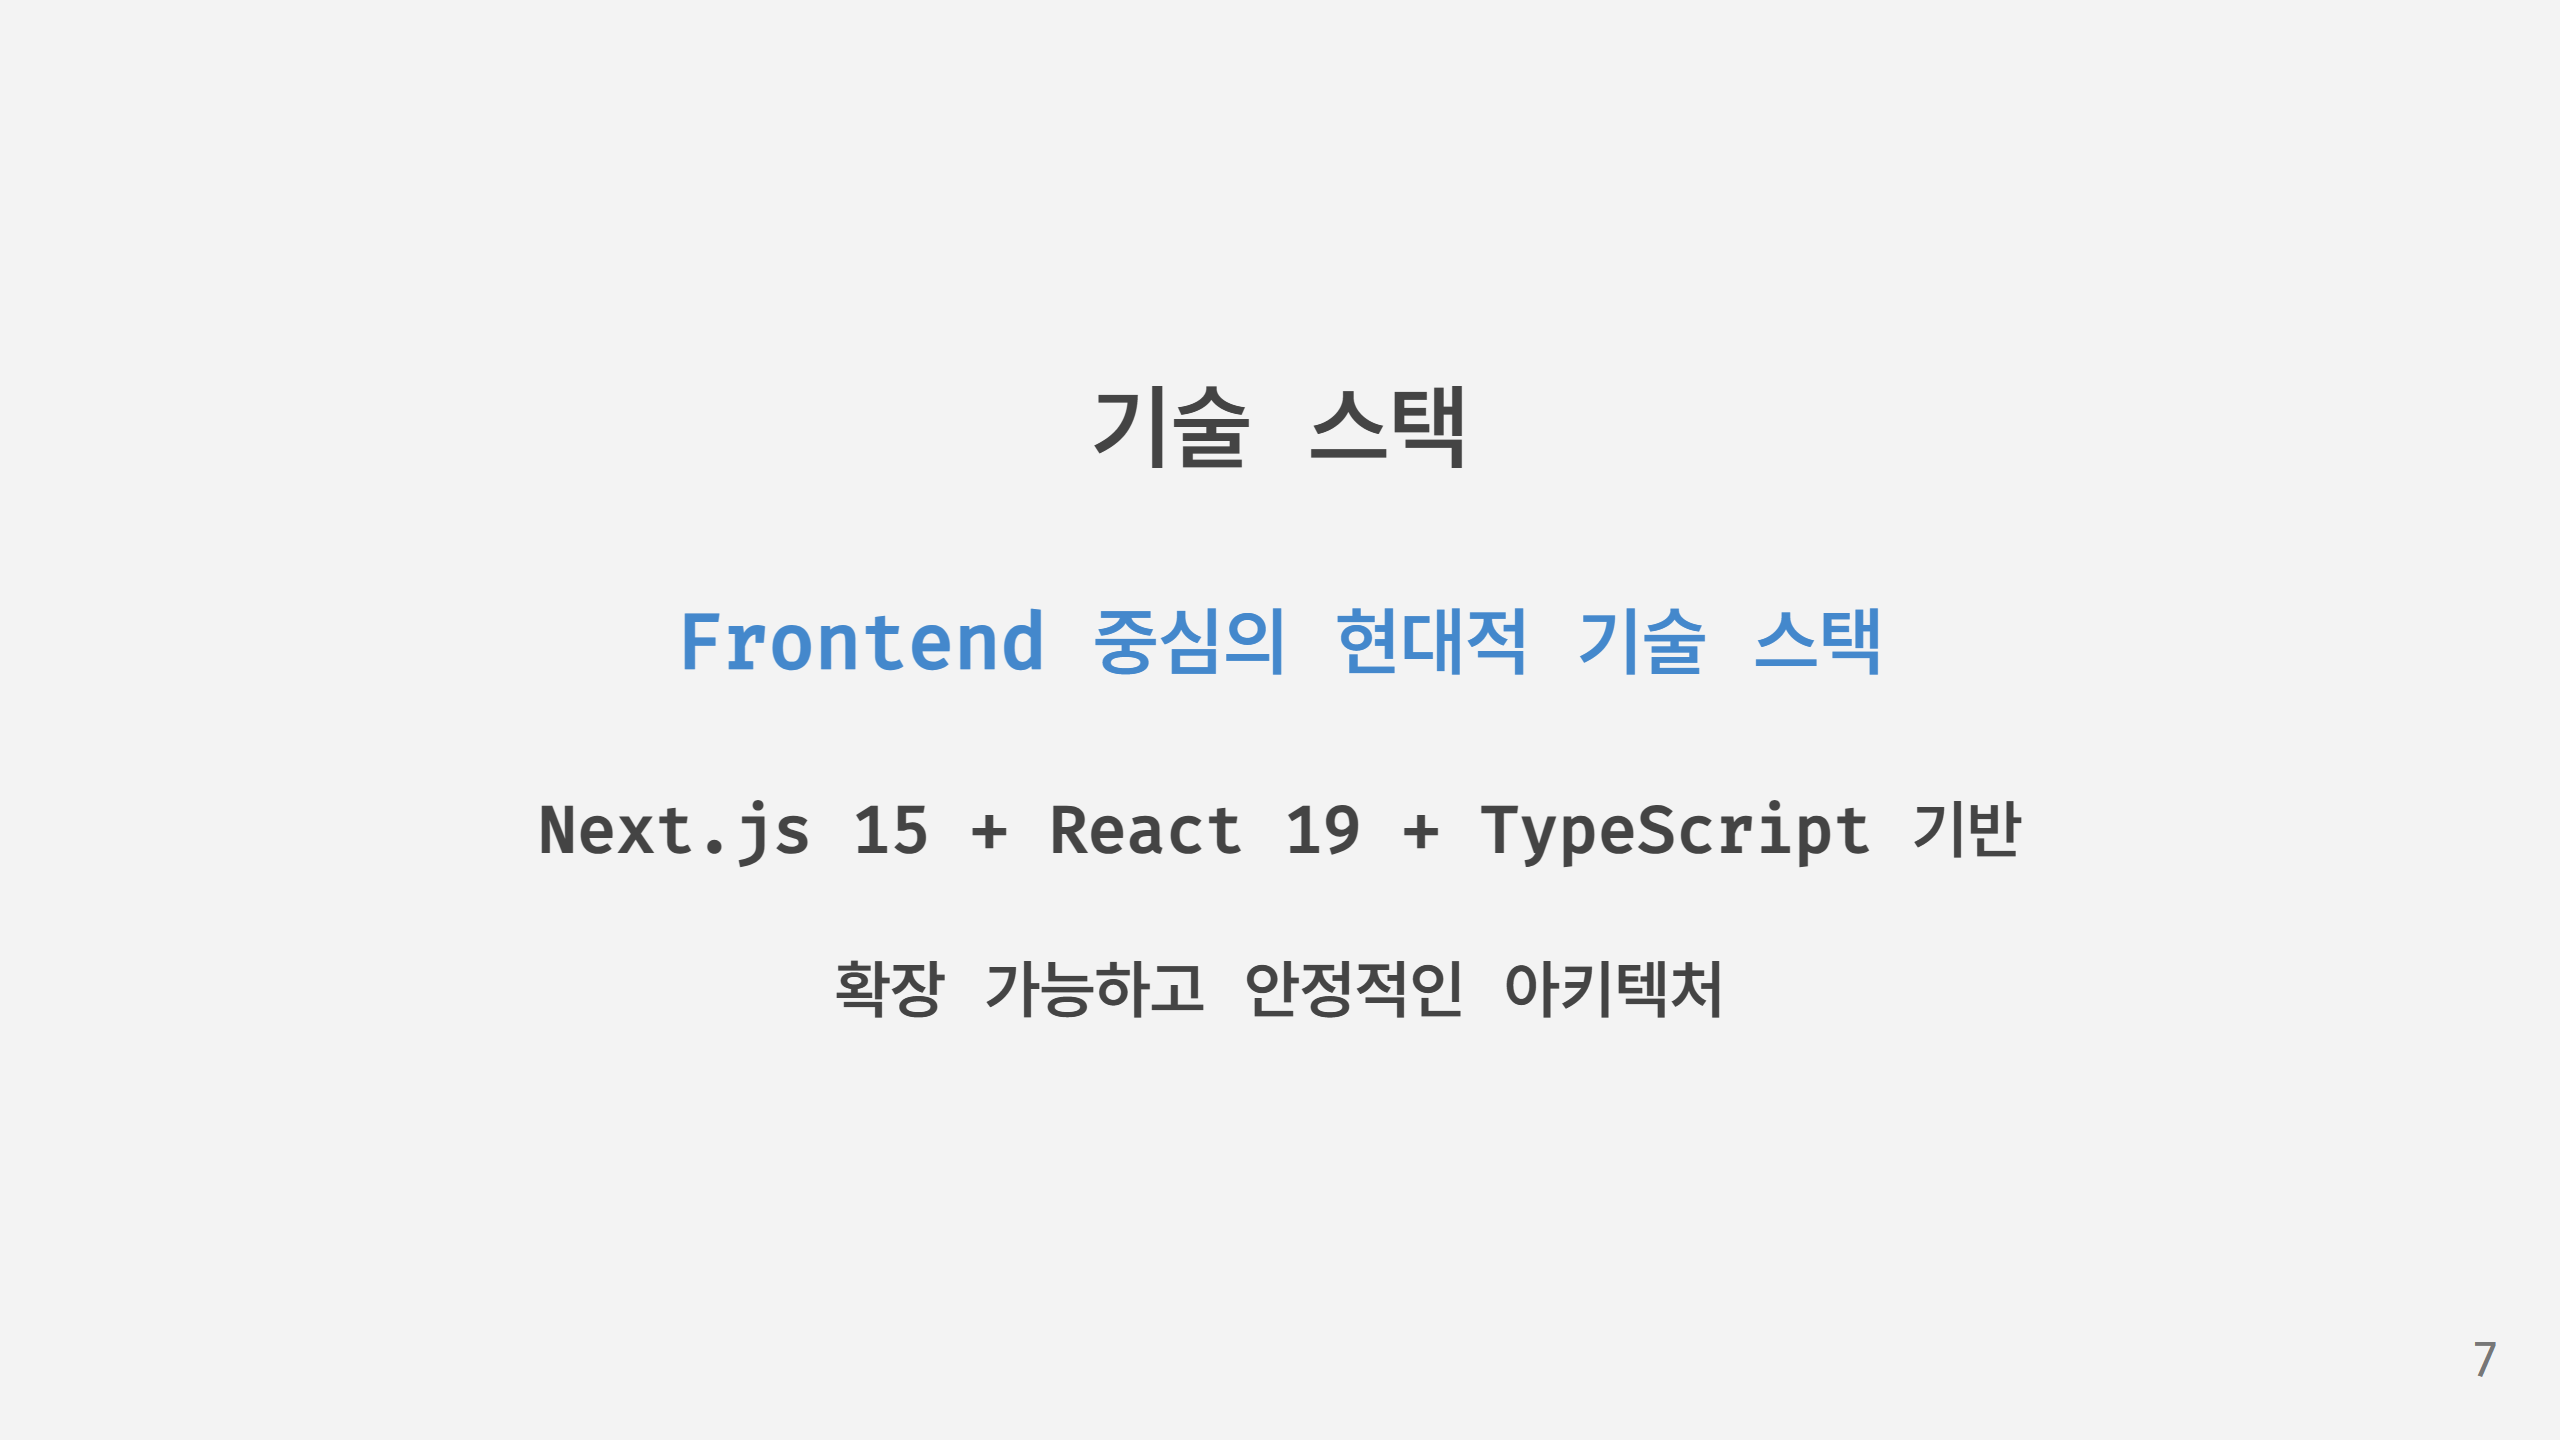 기술 스택
Frontend 중심의 현대적 기술 스택
Next.js 15 + React 19 + TypeScript 기반
확장 가능하고 안정적인 아키텍처
7